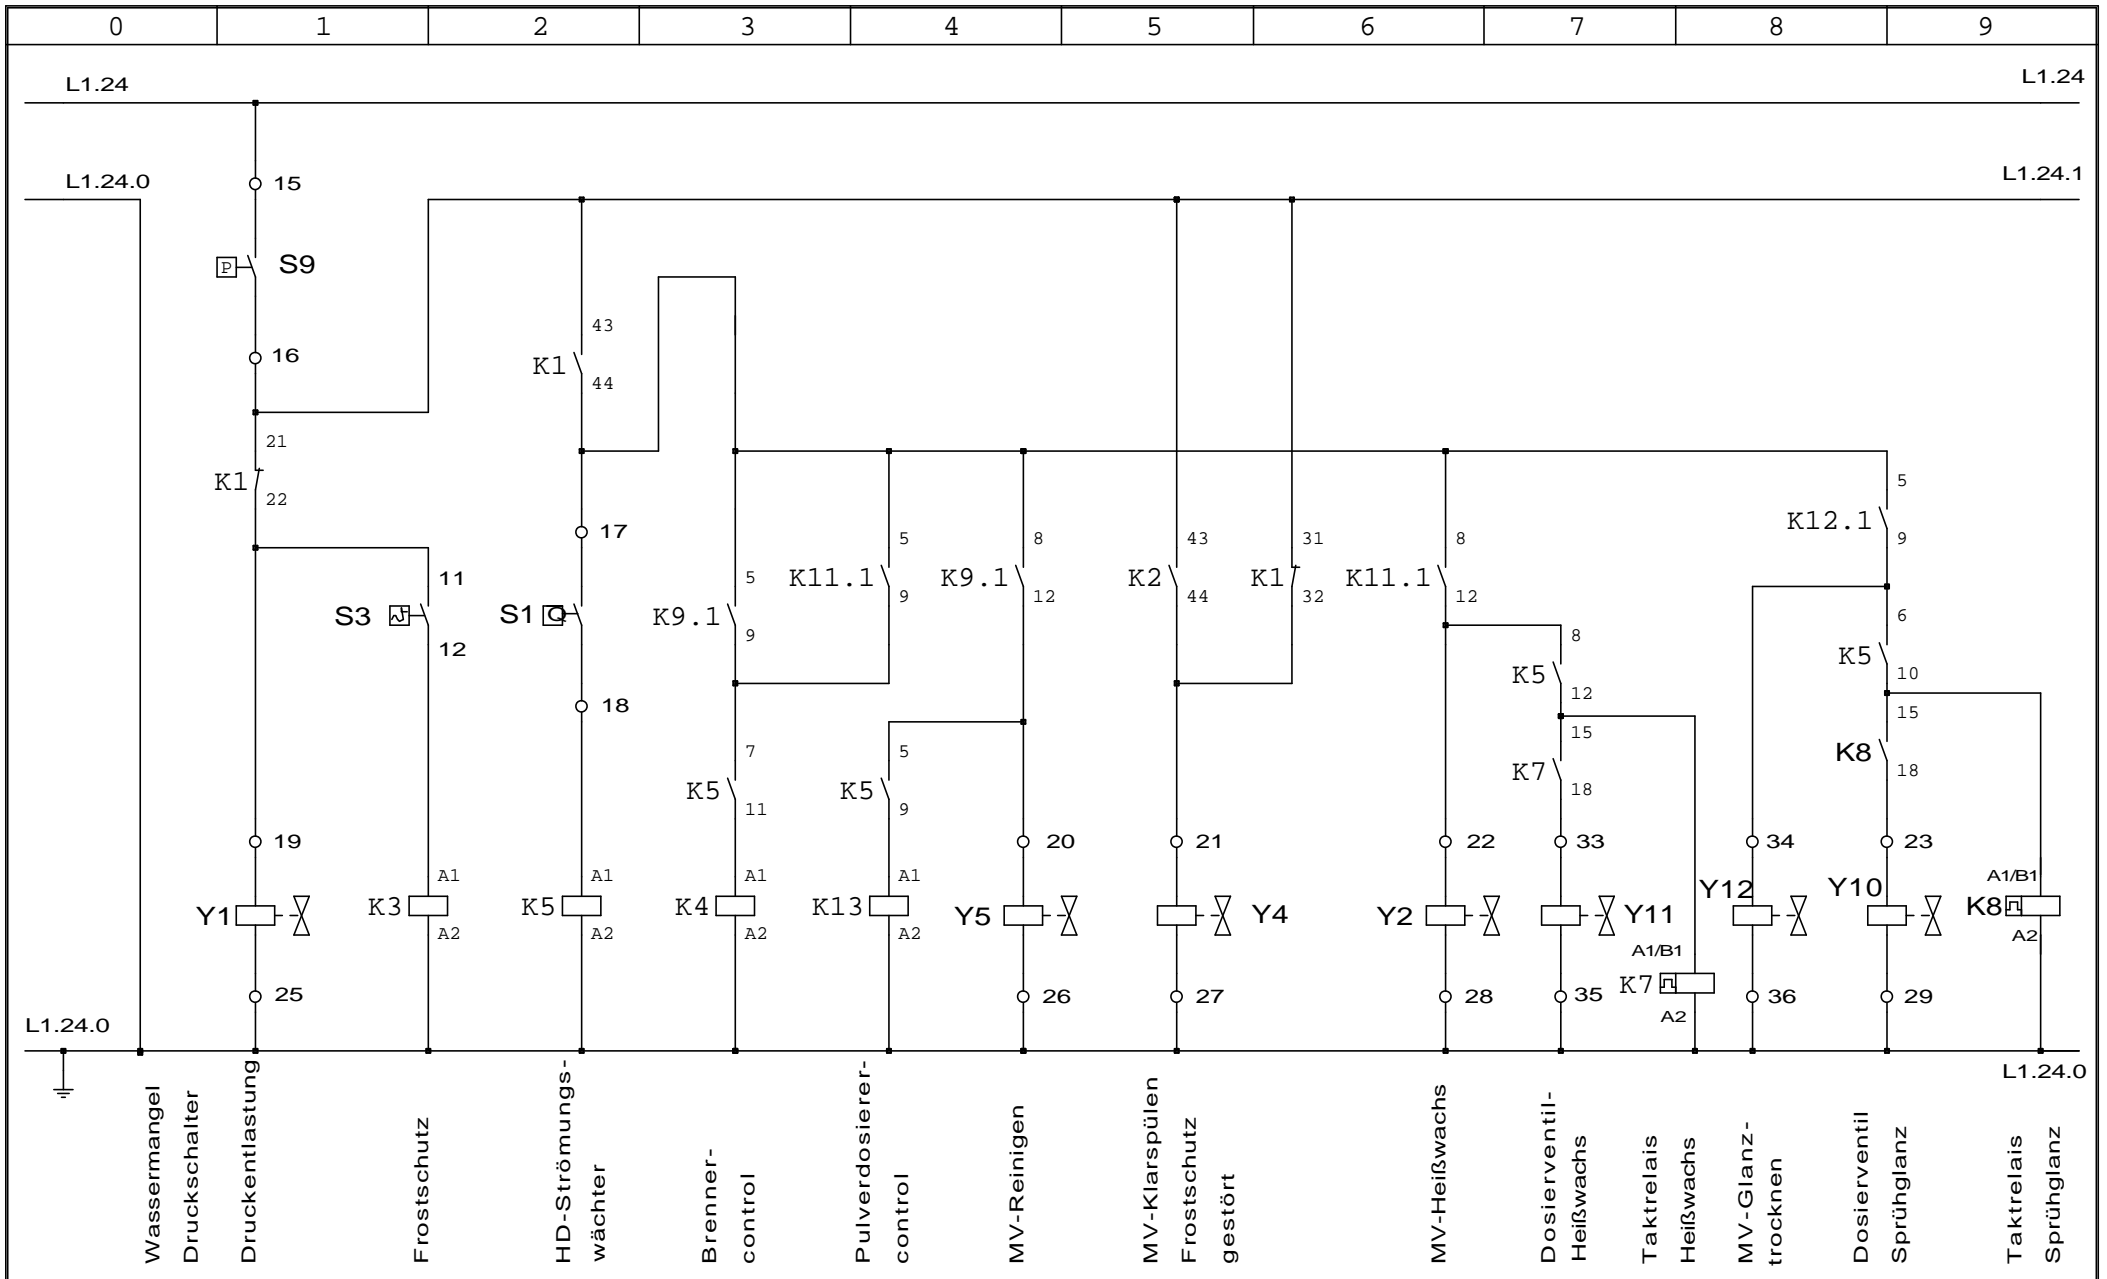 0 1 2 3 4 5 6 7 8 9
L1.24 L1.24
L1.24.0 15 L1.24.1
P S9
43
16 K1
44
21
K1
22
17
5
K12.1
9
5 8 43 31 8
K11.1 K9.1 K2 K1 K11.1
9 12 44 32 12
11
S3
12
S1 Q
5
K9.1
9
8
K5
12
6
K5
10
18
7
K5
11
5
K5
9
15
K7
18
15
K8
18
19 20 21 22 33 34 23
A1 A1 A1 A1 A1/B1
Y1 K3 K5 K4 K13 Y5 Y4 Y2 Y11 Y12 Y10 K8
A2 A2 A2 A2 A2
A1/B1
K7
A2
25 26 27 28 35 36 29
L1.24.0 L1.24.0
Wassermangel
Druckschalter
Druckentlastung
Frostschutz
HD-Strömungs-
wächter
Brenner-
control
Pulverdosierer-
control
MV-Reinigen
MV-Klarspülen
Frostschutz
gestört
MV-Heißwachs
Dosierventil-
Heißwachs
Taktrelais
Heißwachs
MV-Glanz-
trocknen
Dosierventil
Sprühglanz
Taktrelais
Sprühglanz